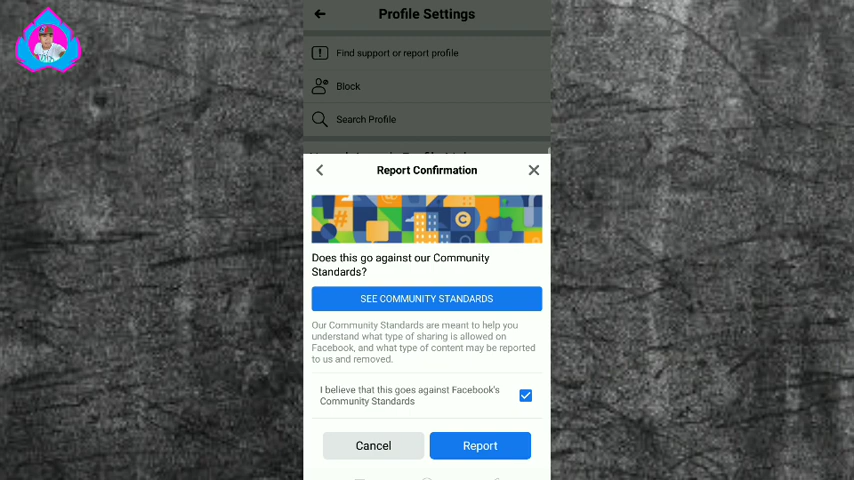 Profile Settings
Find support or report profile
Block
Search Profile
Report Confirmation
Does this go against our Community
Standards?
SEE COMMUNITY STANDARDS
Our Community Standards are meant to help you
understand what type of sharing is allowed on
Facebook, and what type of content may be reported
to us and removed.
I believe that this goes against Facebook's
Community Standards
Cancel
Report